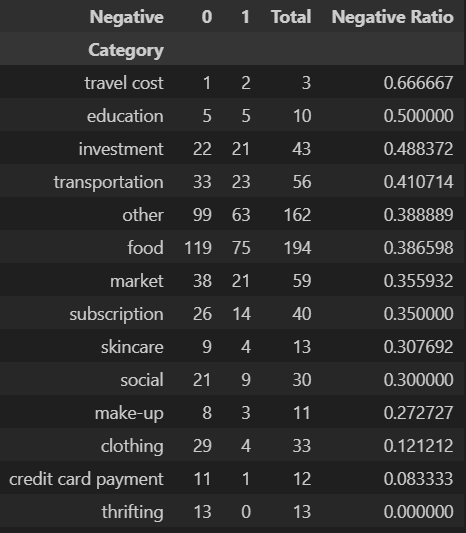 Negative 0 1 Total Negative Ratio
Category
travel cost 1 2 3 0.666667
education 5 5 10 0.500000
investment 22 21 43 0.488372
transportation 33 23 56 0.410714
other 99 63 162 0.388889
food 119 75 194 0.386598
market 38 21 59 0.355932
subscription 26 14 40 0.350000
skincare 9 4 13 0.307692
social 21 9 30 0.300000
make-up 8 3 11 0.272727
clothing 29 4 33 0.121212
credit card payment 11 1 12 0.083333
thrifting 13 0 13 0.000000